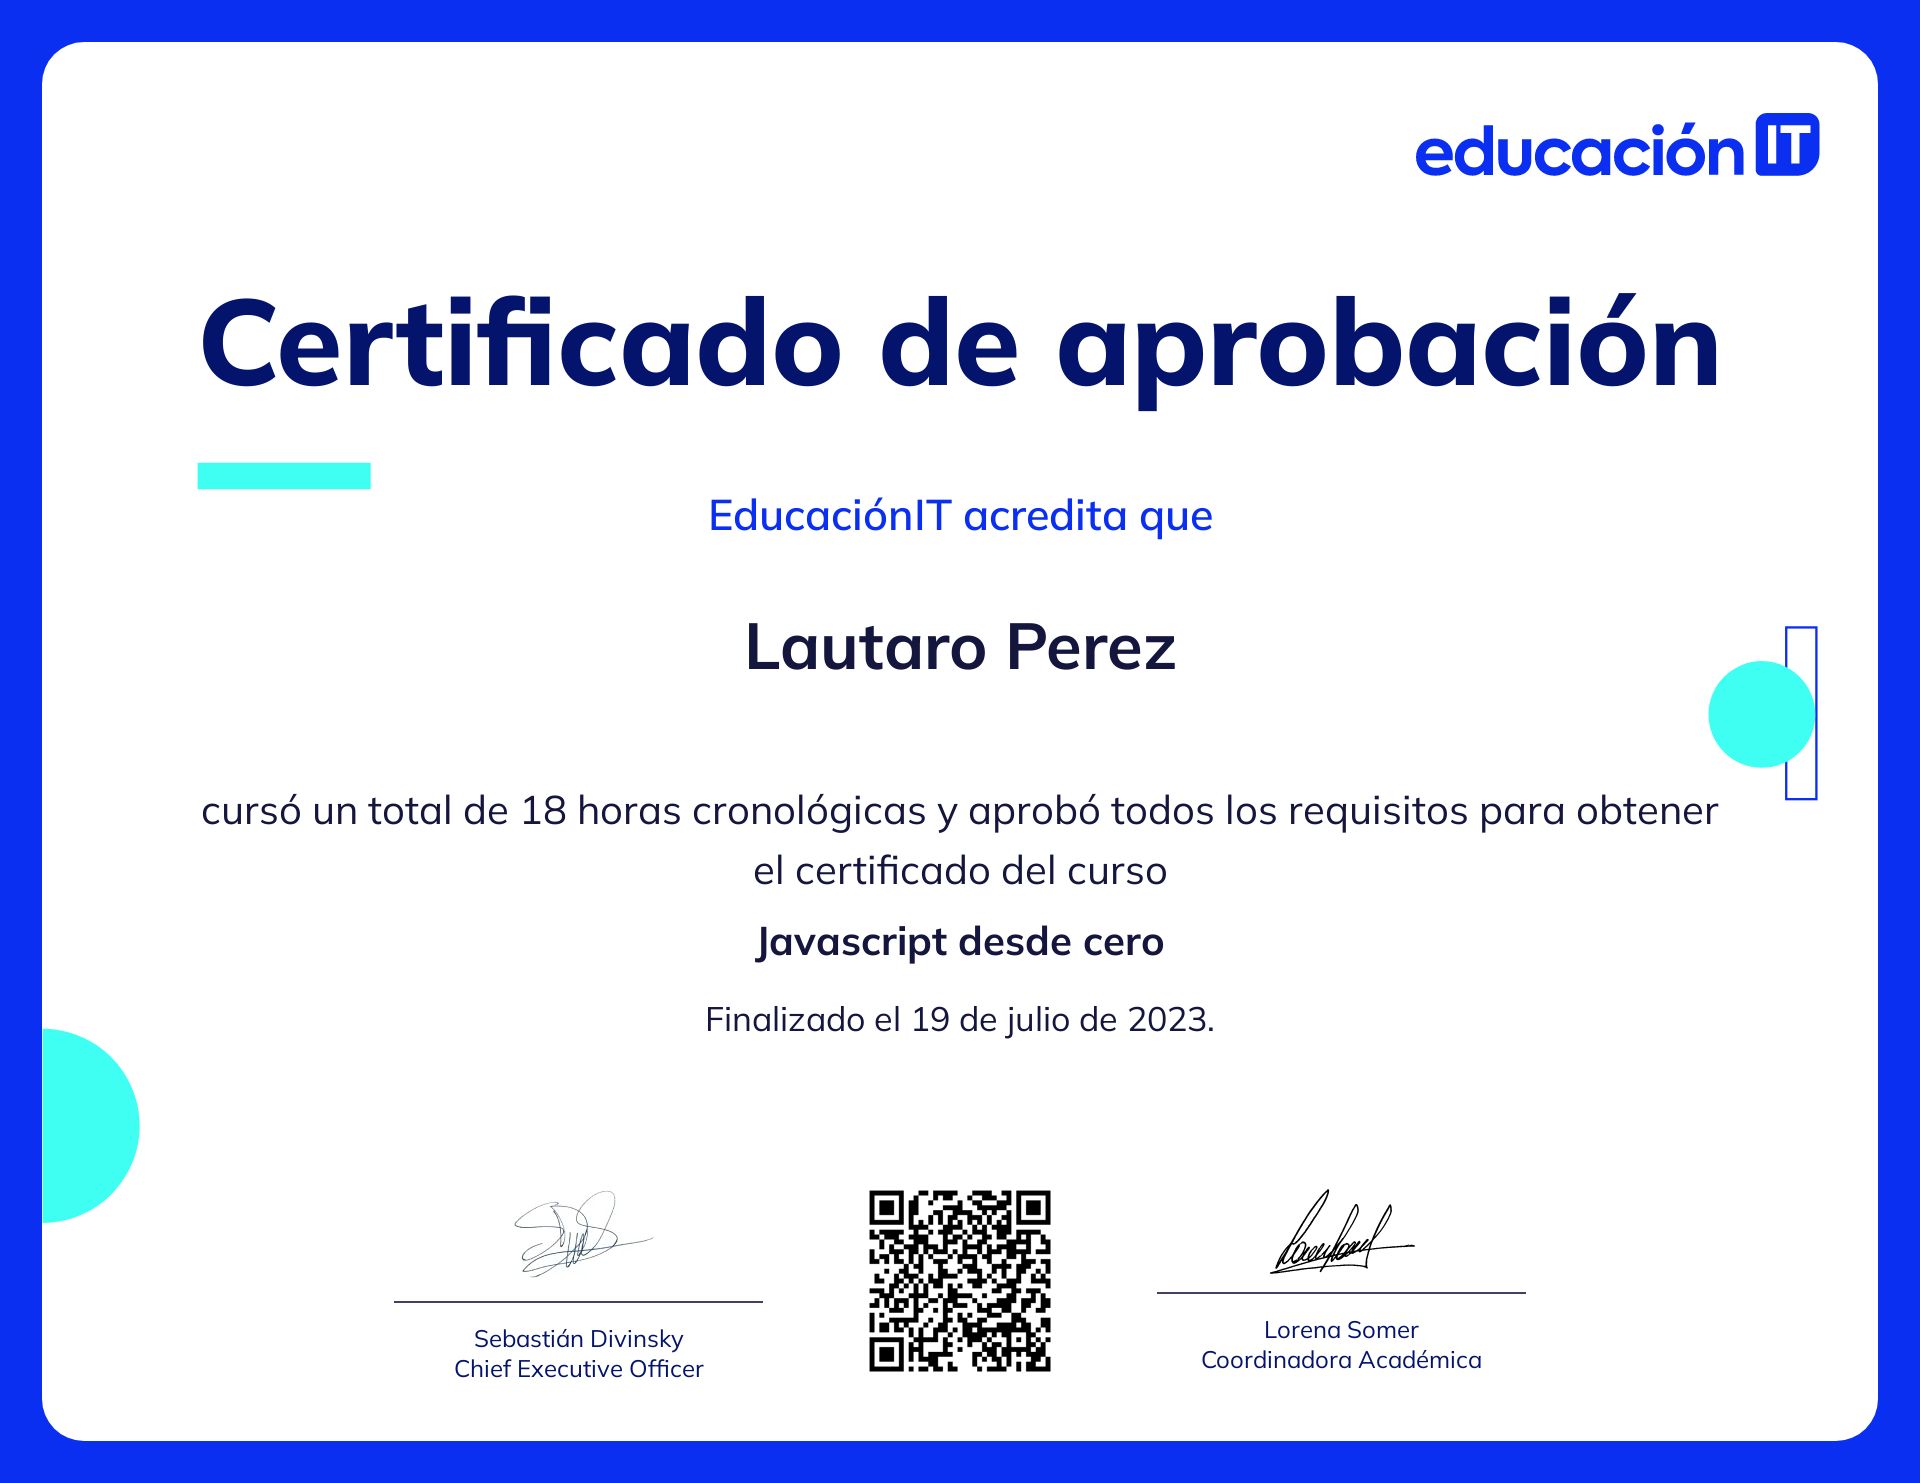 educación IT
Certificado de aprobación
EducaciónIT acredita que
Lautaro Perez
cursó un total de 18 horas cronológicas y aprobó todos los requisitos para obtener
el certificado del curso
Javascript desde cero
Finalizado el 19 de julio de 2023.
Sebastián Divinsky
Chief Executive Officer
Lorena Somer
Coordinadora Académica